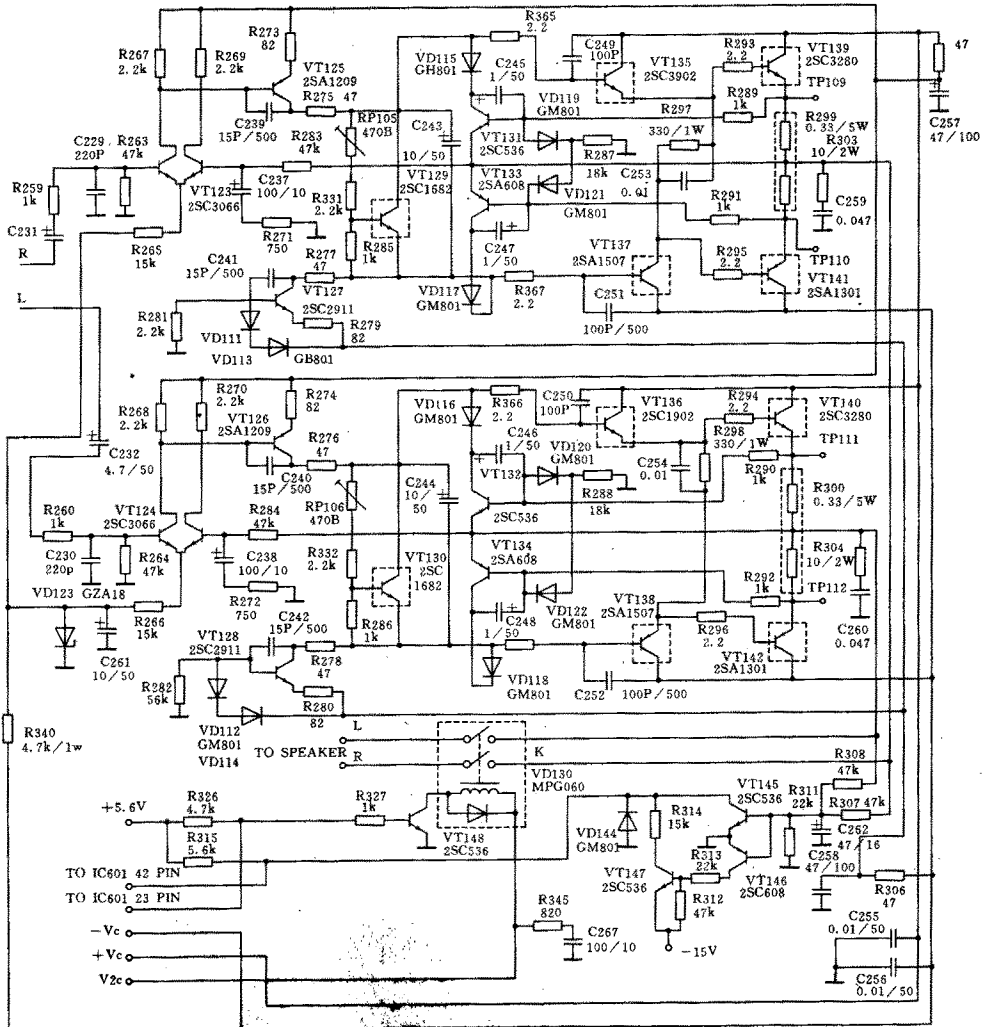 R365
2.2
R273
82
R267
2.2k
R269
2.2k
VT125
2SA1209
R275
47
C239
15P/500
R283
47k
RP105
470B
VD115
GH801
C245
1/50
C249
100P
VT135
2SC3902
R293
2.2
VT139
2SC3280
47
C257
47/100
VD119
GM801
R297
330/1W
R289
1k
TP109
R299
0.33/5W
R303
10/2W
C243
10/50
VT131
2SC536
R287
18k
C229
220P
R263
47k
VT129
2SC1682
VT133
2SA608
VD121
GM801
C253
0.01
R259
1k
VT123
2SC3066
C237
100/10
R331
2.2k
R291
1k
C259
0.047
C231
R
R265
15k
R271
750
R285
1k
C247
1/50
VT137
2SA1507
R295
2.2
TP110
VT141
2SA1301
C241
15P/500
R277
47
VT127
2SC2911
VD117
GM801
R367
2.2
C251
100P/500
L
R281
2.2k
R279
82
VD111
VD113
GB801
R270
2.2k
R268
2.2k
R274
82
VT126
2SA1209
R276
47
VD116
GM801
R366
2.2
C250
100P
VT136
2SC1902
R294
2.2
VT140
2SC3280
R298
330/1W
TP111
C246
1/50
VD120
GM801
C254
0.01
R290
1k
C232
4.7/50
C240
15P/500
RP106
470B
C244
10/
50
VT132
R288
18k
R300
0.33/5W
R260
1k
VT124
2SC3066
R284
47k
2SC536
C230
220p
R264
47k
C238
100/10
R332
2.2k
VT130
2SC
1682
VT134
2SA608
R304
10/2W
R292
1k
TP112
VD123
GZA18
R272
750
VD122
GM801
VT138
2SA1507
R266
15k
C242
15P/500
R286
1k
C248
1/50
R296
2.2
C260
0.047
VT128
2SC2911
VT142
2SA1301
C261
10/50
R278
47
VD118
GM801
C252
100P/500
R282
56k
R280
82
R340
4.7k/1w
VD112
GM801
VD114
L
TO SPEAKER
R
K
VD130
MPG060
R308
47k
VT145
2SC536
R311
22k
R307 47k
+5.6V
R326
4.7k
R327
1k
R314
15k
R315
5.6k
VT148
2SC536
VD144
GM801
C262
47/16
R313
22k
C258
47/100
TO IC601 42 PIN
VT147
2SC536
VT146
2SC608
R306
47
TO IC601 23 PIN
R312
47k
R345
820
C255
0.01/50
-Vc
C267
100/10
-15V
+Vc
V2c
C256
0.01/50